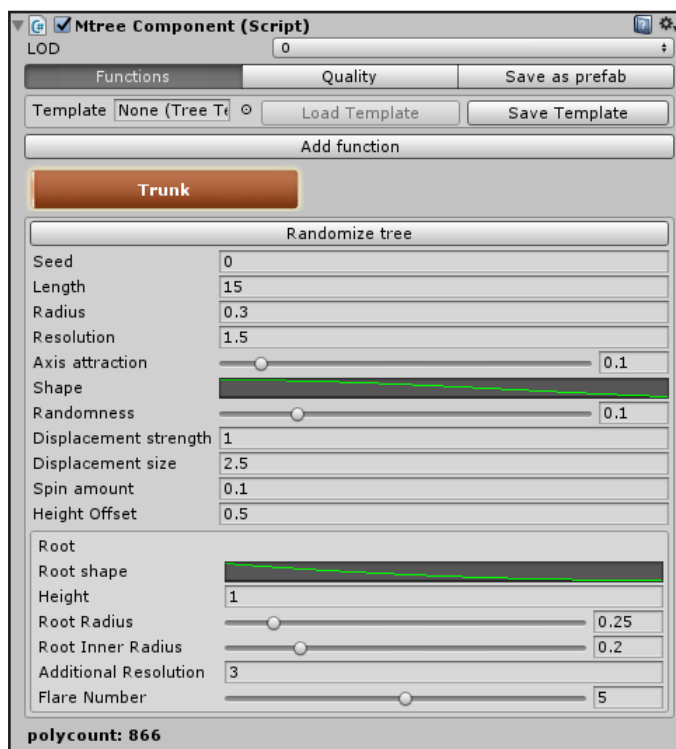 Mtree Component (Script)
LOD 0
Functions Quality Save as prefab
Template None (Tree Te Load Template Save Template
Add function
Trunk
Randomize tree
Seed 0
Length 15
Radius 0.3
Resolution 1.5
Axis attraction 0.1
Shape
Randomness 0.1
Displacement strength 1
Displacement size 2.5
Spin amount 0.1
Height Offset 0.5
Root
Root shape
Height 1
Root Radius 0.25
Root Inner Radius 0.2
Additional Resolution 3
Flare Number 5
polycount: 866